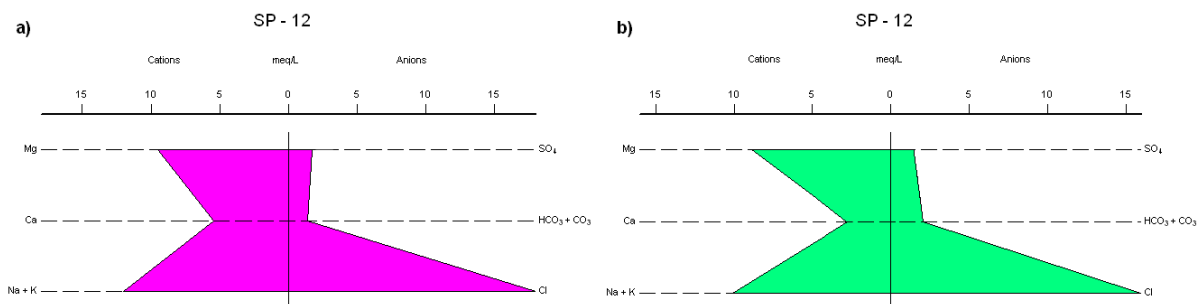 a)
SP - 12
Cations meq/L Anions
15 10 5 0 5 10 15
Mg SO₄
Ca HCO₃ + CO₃
Na + K Cl
b)
SP - 12
Cations meq/L Anions
15 10 5 0 5 10 15
Mg SO₄
Ca HCO₃ + CO₃
Na + K Cl